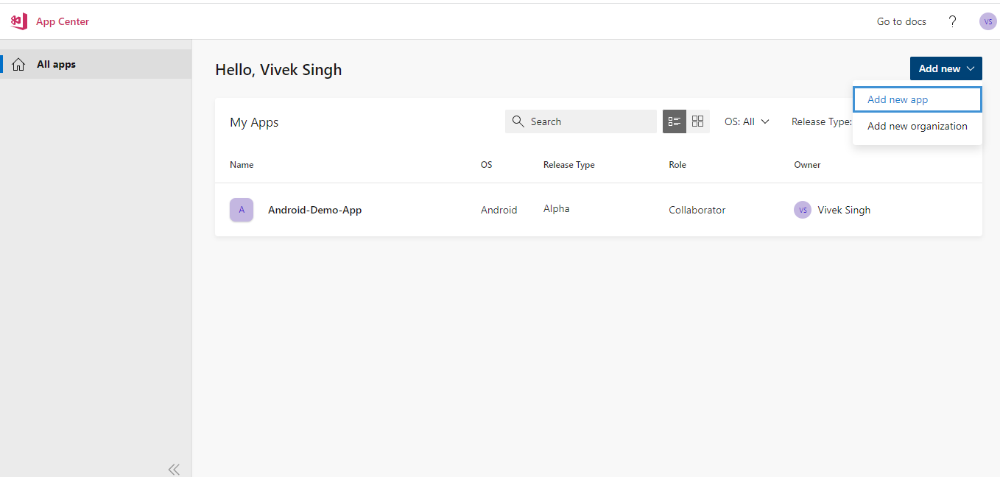 App Center
Go to docs
?
VS
All apps
Hello, Vivek Singh
Add new
Add new app
Add new organization
My Apps
Search
OS: All
Release Type:
Name
OS
Release Type
Role
Owner
A
Android-Demo-App
Android
Alpha
Collaborator
VS
Vivek Singh